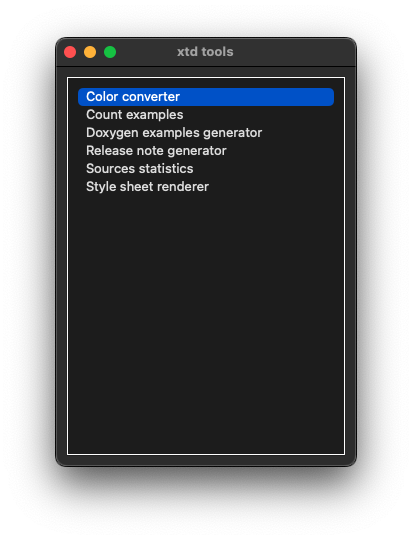 xtd tools
Color converter
Count examples
Doxygen examples generator
Release note generator
Sources statistics
Style sheet renderer